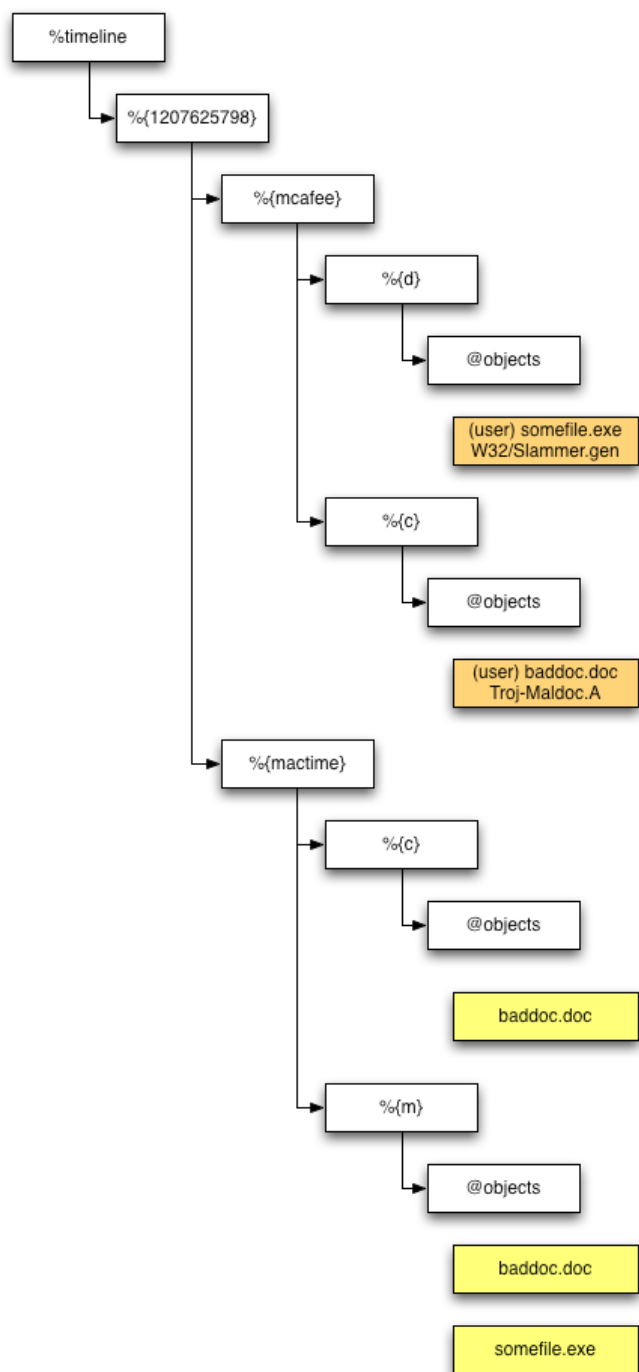 %timeline
%{1207625798}
%{mcafee}
%{d}
@objects
(user) somefile.exe
W32/Slammer.gen
%{c}
@objects
(user) baddoc.doc
Troj-Maldoc.A
%{mactime}
%{c}
@objects
baddoc.doc
%{m}
@objects
baddoc.doc
somefile.exe